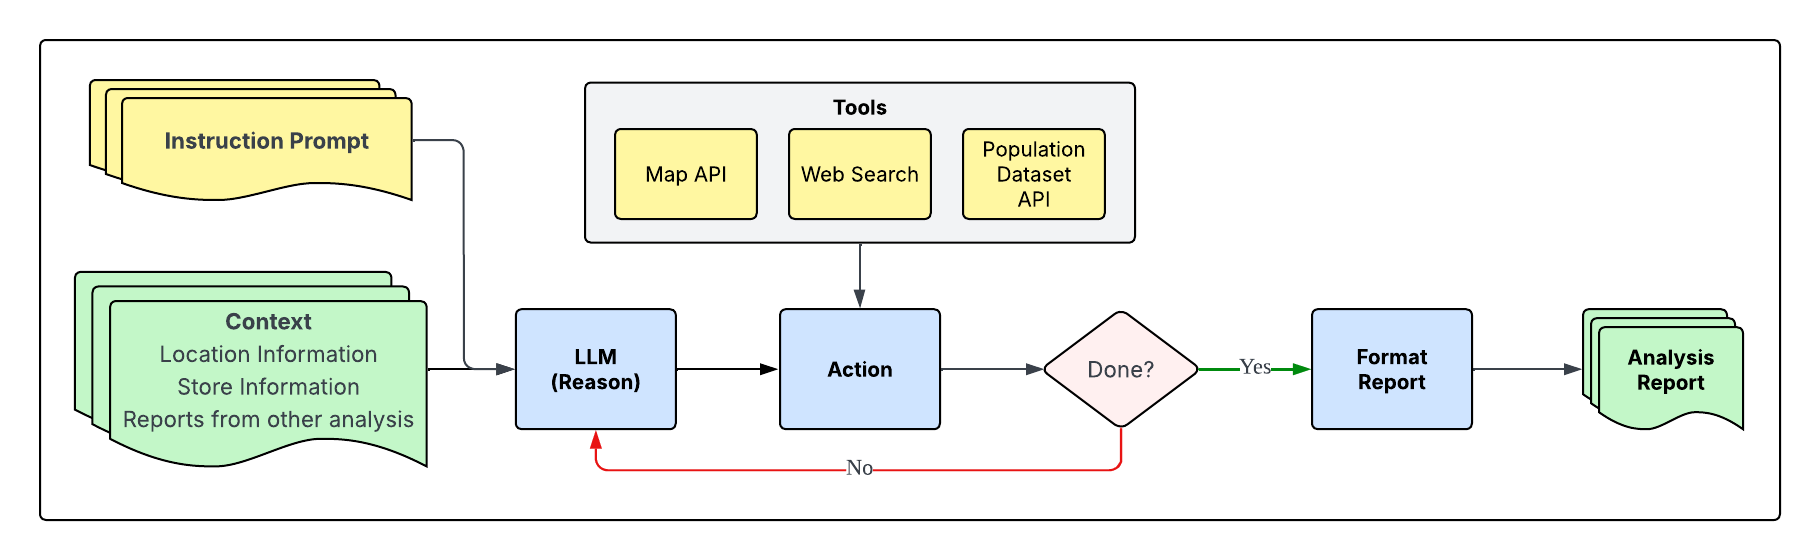 Instruction Prompt
Tools
Map API
Web Search
Population
Dataset
API
Context
Location Information
Store Information
Reports from other analysis
LLM
(Reason)
Action
Done?
Yes
No
Format
Report
Analysis
Report